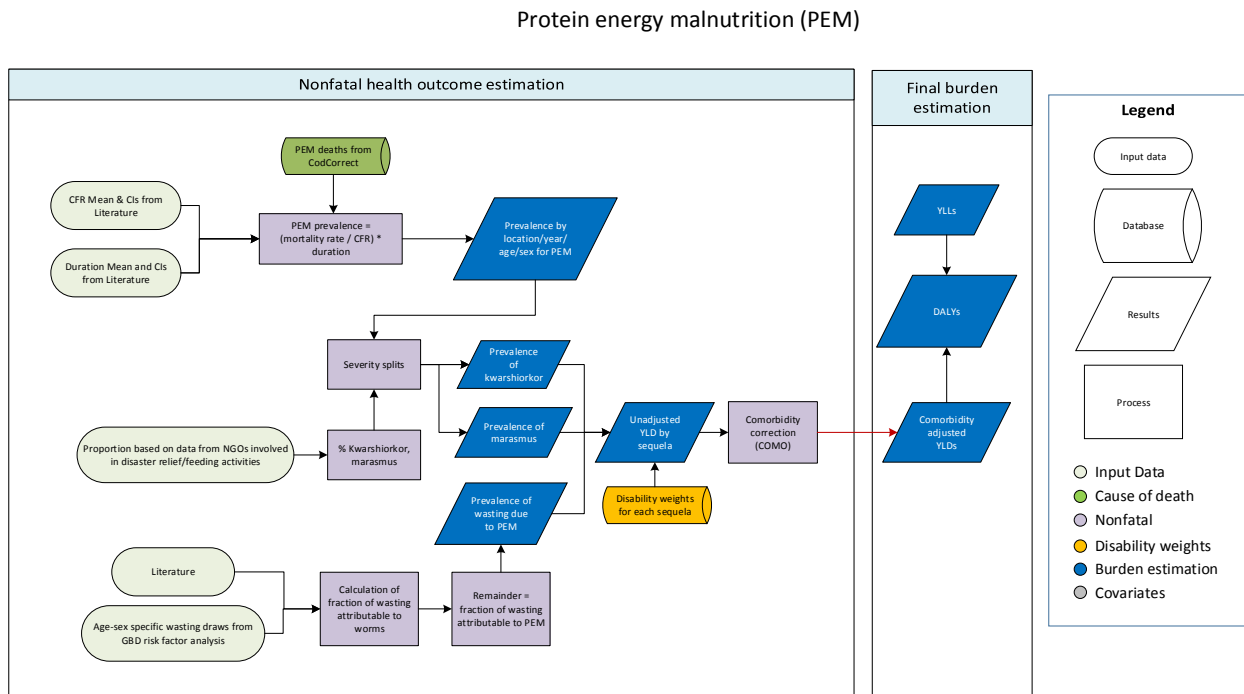 Protein energy malnutrition (PEM)
Nonfatal health outcome estimation
PEM deaths from
CodCorrect
CFR Mean & CIs from
Literature
Duration Mean and CIs
from Literature
PEM prevalence =
(mortality rate / CFR) *
duration
Prevalence by
location/year/
age/sex for PEM
Severity splits
Prevalence
of
kwarshiorkor
Prevalence of
marasmus
Proportion based on data from NGOs involved
in disaster relief/feeding activities
% Kwarshiorkor,
marasmus
Unadjusted
YLD by
sequela
Comorbidity
correction
(COMO)
Disability weights
for each sequela
Prevalence of
wasting due
to PEM
Literature
Age-sex specific wasting draws from
GBD risk factor analysis
Calculation of
fraction of wasting
attributable to
worms
Remainder =
fraction of wasting
attributable to PEM
Final burden
estimation
YLLs
DALYs
Comorbidity
adjusted
YLDs
Legend
Input data
Database
Results
Process
Input Data
Cause of death
Nonfatal
Disability weights
Burden estimation
Covariates